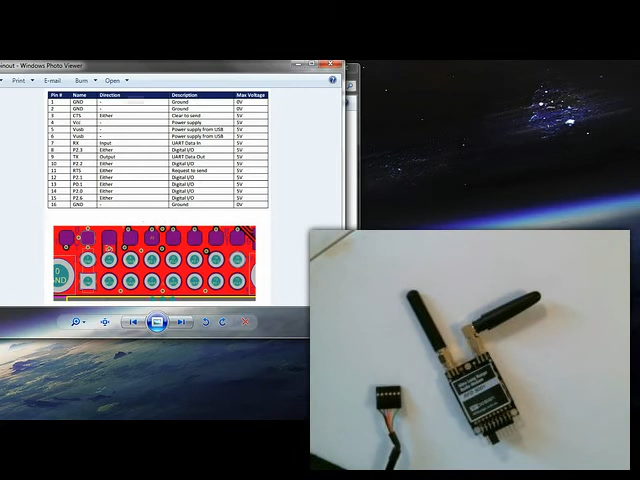 pinout - Windows Photo Viewer
Print E-mail Burn Open
Pin # Name Direction Description Max Voltage
1 GND - Ground 0V
2 GND - Ground 0V
3 CTS Either Clear to send 5V
4 Vcc - Power supply 5V
5 Vusb - Power supply from USB 5V
6 Vusb - Power supply from USB 5V
7 RX Input UART Data In 5V
8 P2.3 Either Digital I/O 5V
9 TX Output UART Data Out 5V
10 P2.2 Either Digital I/O 5V
11 RTS Either Request to send 5V
12 P2.1 Either Digital I/O 5V
13 P0.1 Either Digital I/O 5V
14 P2.0 Either Digital I/O 5V
15 P2.6 Either Digital I/O 5V
16 GND - Ground 0V
0
GND